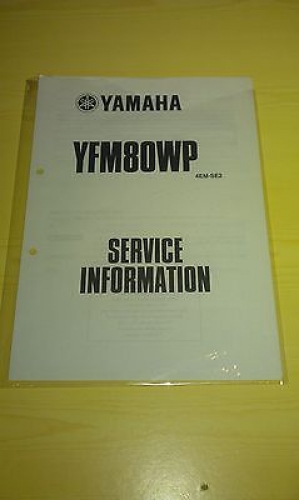 YAMAHA
YFM80WP
4EM-SE2
SERVICE
INFORMATION